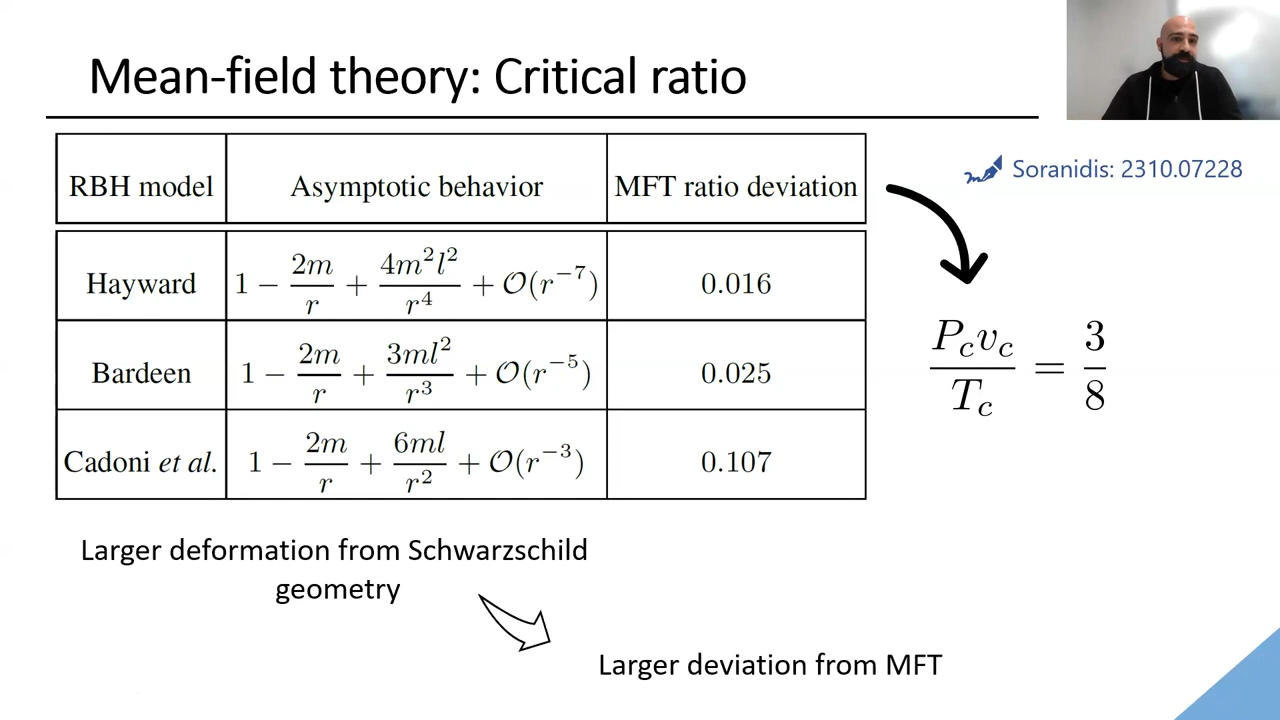 Mean-field theory: Critical ratio
Soranidis: 2310.07228
RBH model | Asymptotic behavior | MFT ratio deviation
Hayward | 1 − 2m/r + 4m²l²/r⁴ + 𝒪(r⁻⁷) | 0.016
Bardeen | 1 − 2m/r + 3ml²/r³ + 𝒪(r⁻⁵) | 0.025
Cadoni et al. | 1 − 2m/r + 6ml/r² + 𝒪(r⁻³) | 0.107
P_c v_c / T_c = 3/8
Larger deformation from Schwarzschild
geometry
Larger deviation from MFT